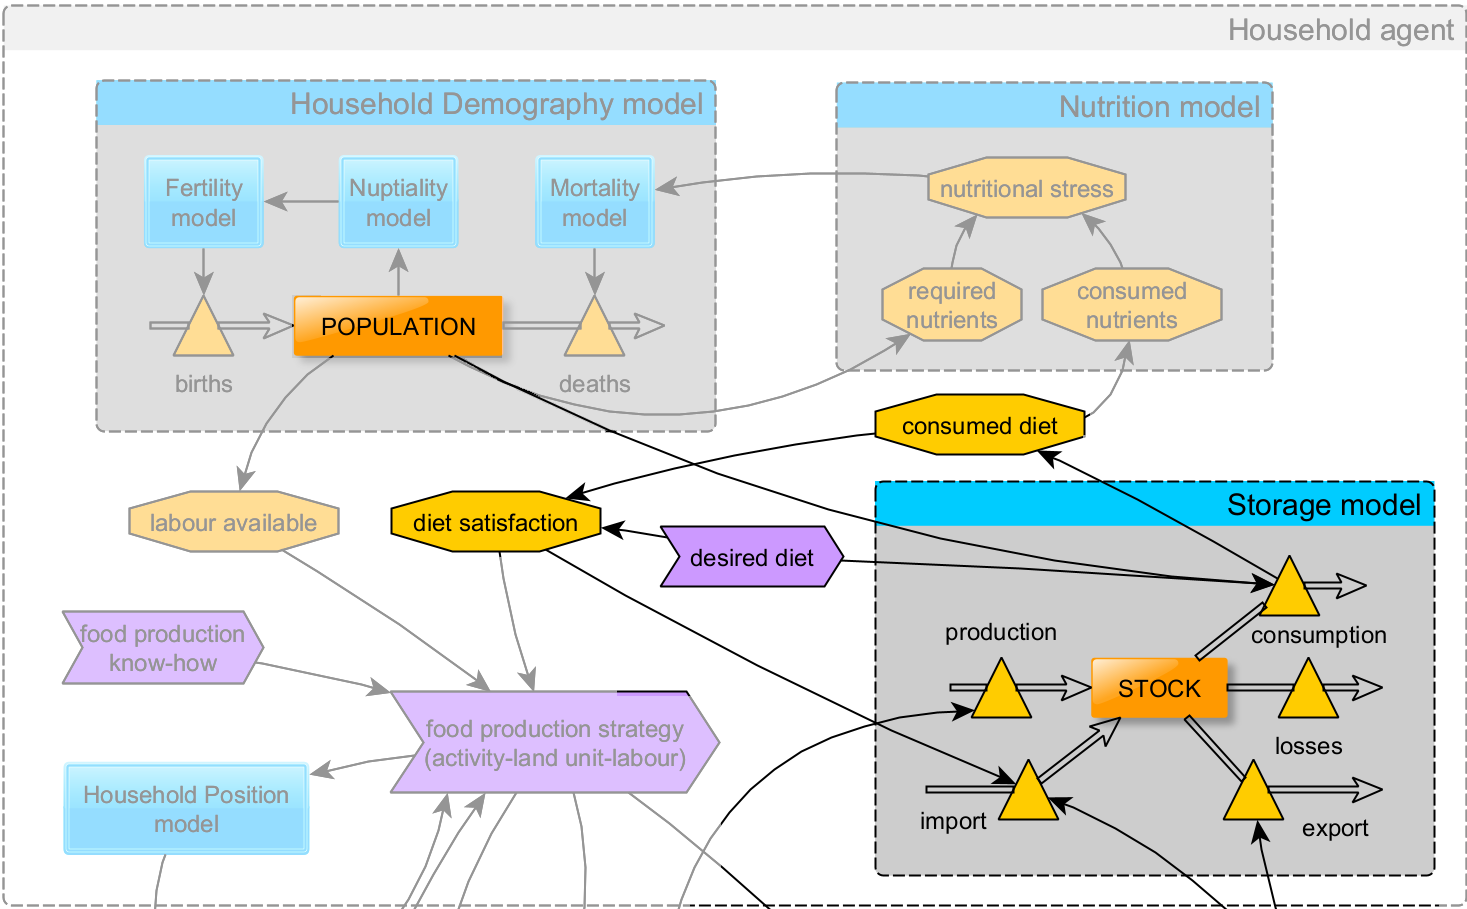 Household agent
Household Demography model
Nutrition model
Fertility
model
Nuptiality
model
Mortality
model
nutritional stress
required
nutrients
consumed
nutrients
POPULATION
births
deaths
consumed diet
labour available
diet satisfaction
desired diet
Storage model
food production
know-how
production
consumption
STOCK
losses
food production strategy
(activity-land unit-labour)
Household Position
model
import
export